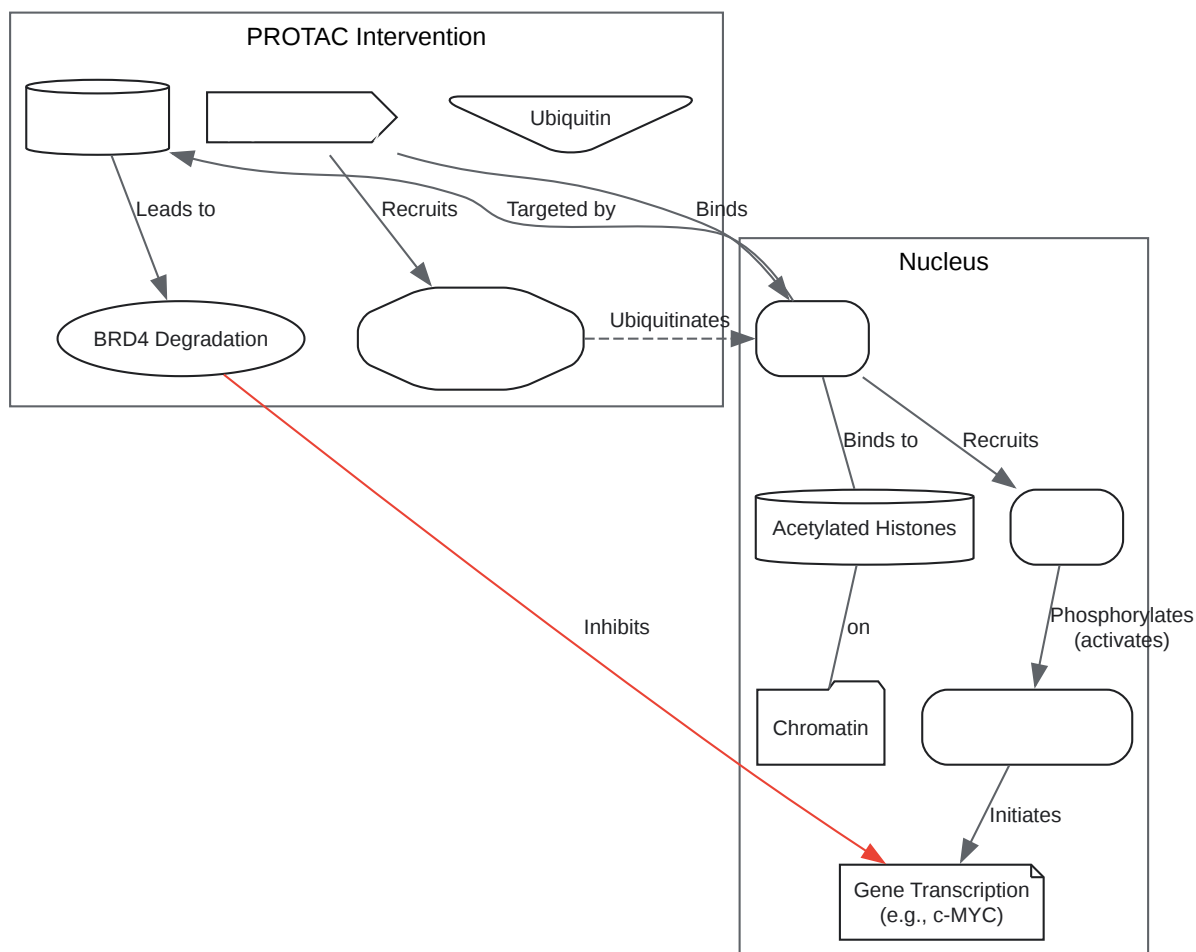 PROTAC Intervention
Ubiquitin
Leads to
Recruits
Targeted by
Binds
Nucleus
BRD4 Degradation
Ubiquitinates
Binds to
Recruits
Acetylated Histones
Inhibits
on
Phosphorylates
(activates)
Chromatin
Initiates
Gene Transcription
(e.g., c-MYC)